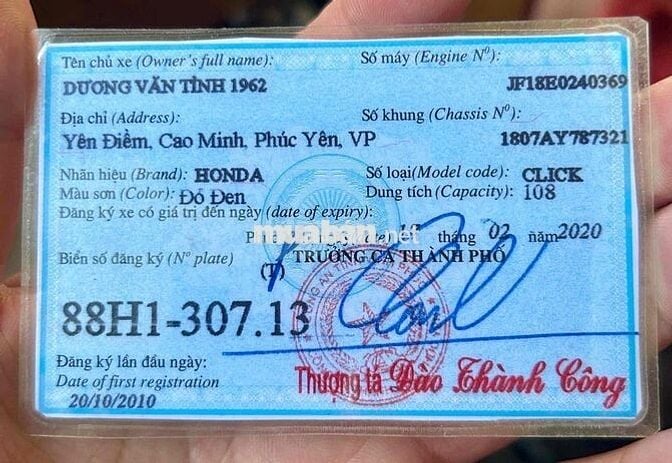 Tên chủ xe (Owner's full name):
DƯƠNG VĂN TỈNH 1962
Số máy (Engine Nº):
JF18E0240369
Địa chỉ (Address):
Yên Điềm, Cao Minh, Phúc Yên, VP
Số khung (Chassis Nº):
1807AY787321
Nhãn hiệu (Brand): HONDA
Số loại(Model code): CLICK
Màu sơn (Color): Đỏ Đen
Dung tích (Capacity): 108
Đăng ký xe có giá trị đến ngày (date of expiry):
tháng 02 năm 2020
muaban.net
Biển số đăng ký (Nº plate)
(T) TRƯỞNG CA THÀNH PHỐ
88H1-307.13
Đăng ký lần đầu ngày:
Date of first registration
20/10/2010
Thượng tá Đào Thành Công